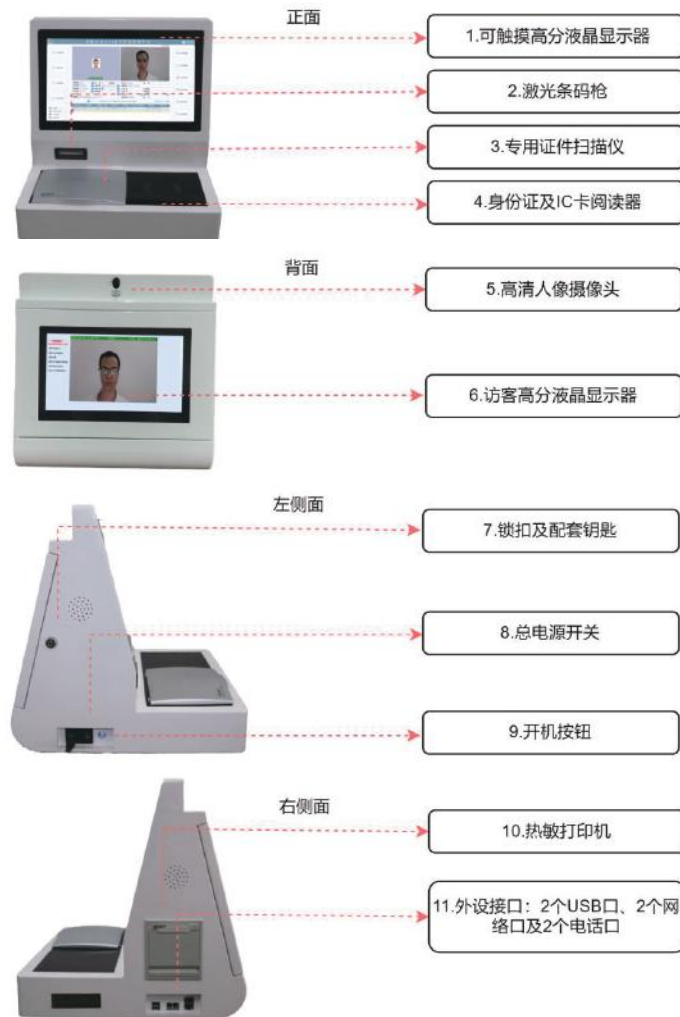 正面
1.可触摸高分液晶显示器
2.激光条码枪
3.专用证件扫描仪
4.身份证及IC卡阅读器
背面
5.高清人像摄像头
6.访客高分液晶显示器
左侧面
7.锁扣及配套钥匙
8.总电源开关
9.开机按钮
右侧面
10.热敏打印机
11.外设接口：2个USB口、2个网
络口及2个电话口